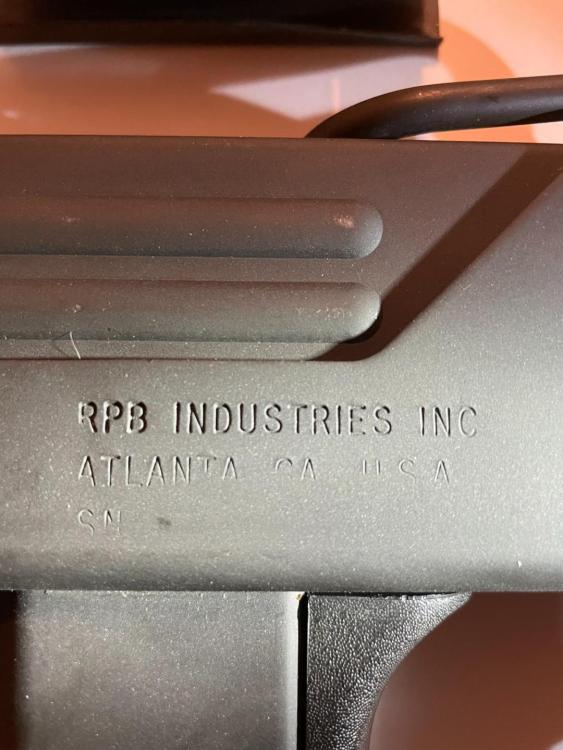 RPB INDUSTRIES INC
ATLANTA GA U.S.A
SN